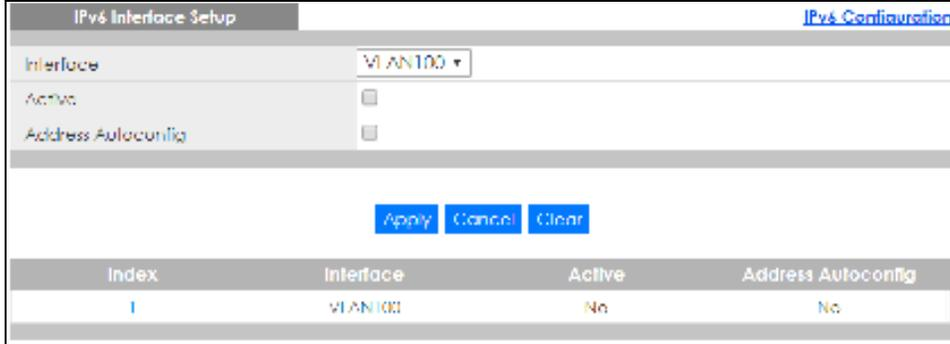 IPv6 Interface Setup IPv6 Configuration
Interface VLAN100
Active
Address Autoconfig
Apply Cancel Clear
Index Interface Active Address Autoconfig
1 VLAN100 No No